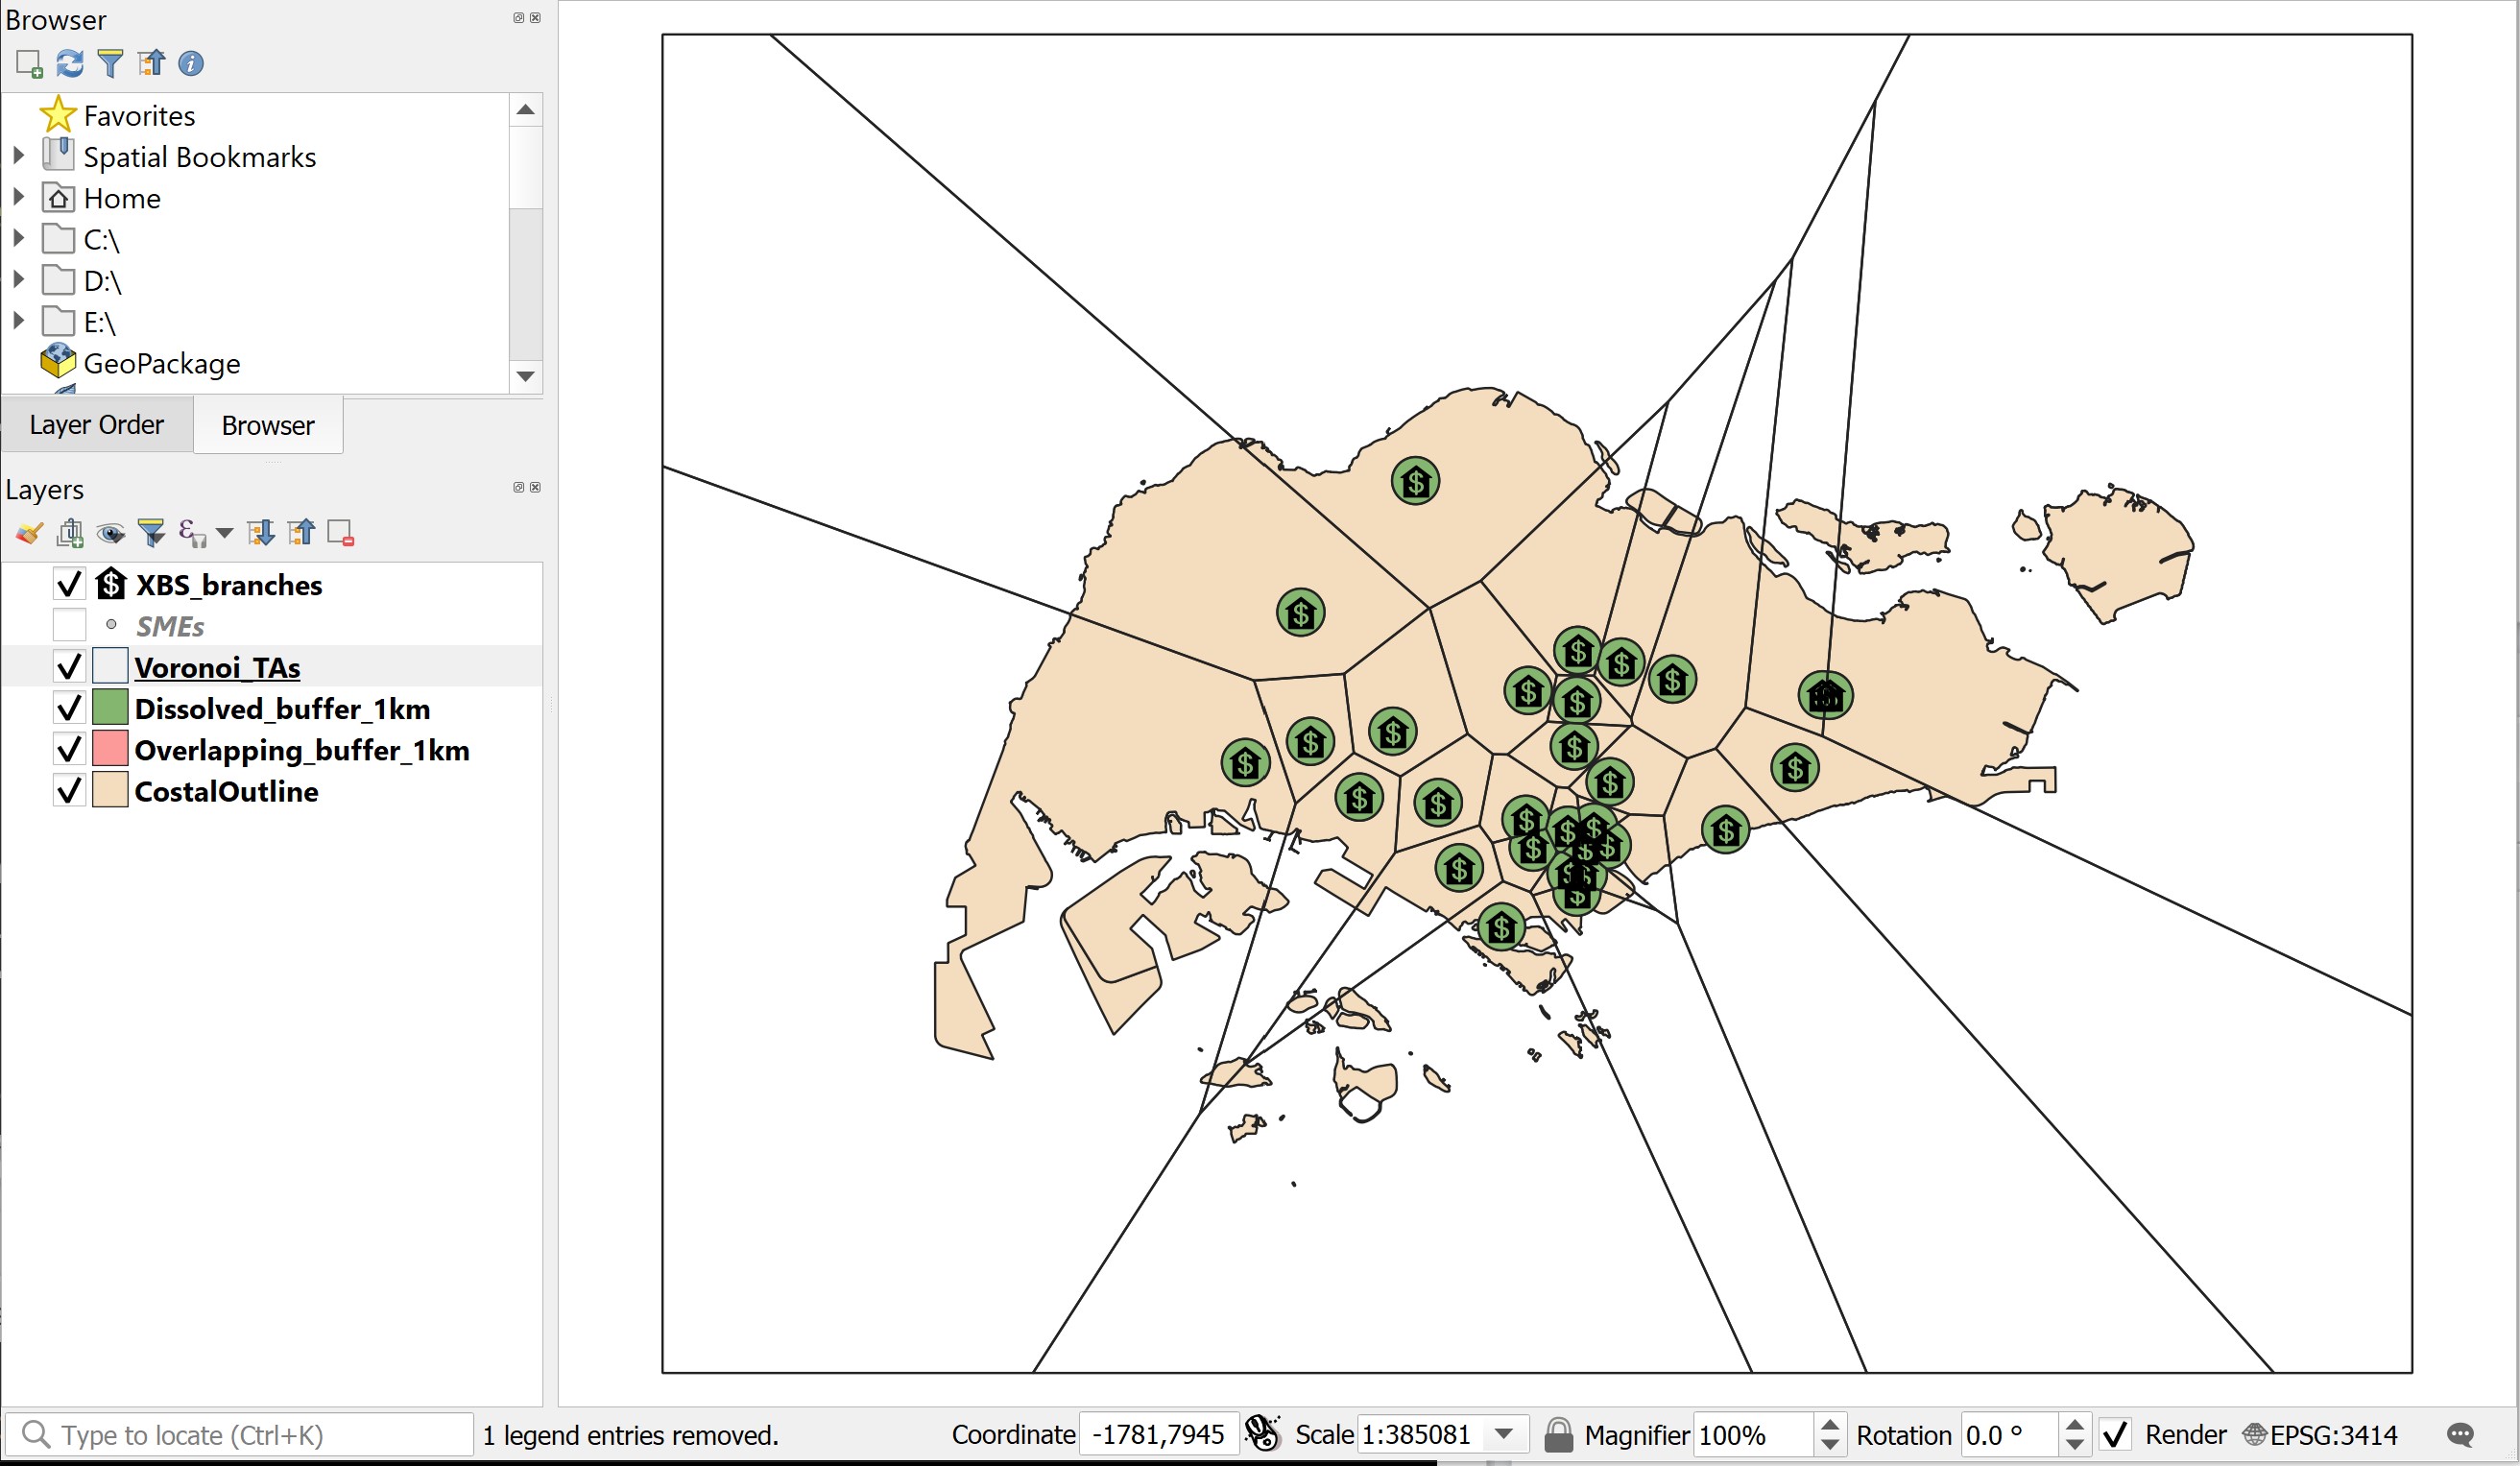 Browser
Favorites
Spatial Bookmarks
Home
C:\
D:\
E:\
GeoPackage
Layer Order
Browser
Layers
XBS_branches
SMEs
Voronoi_TAs
Dissolved_buffer_1km
Overlapping_buffer_1km
CostalOutline
Type to locate (Ctrl+K)
1 legend entries removed.
Coordinate -1781,7945
Scale 1:385081
Magnifier 100%
Rotation 0.0 °
Render
EPSG:3414